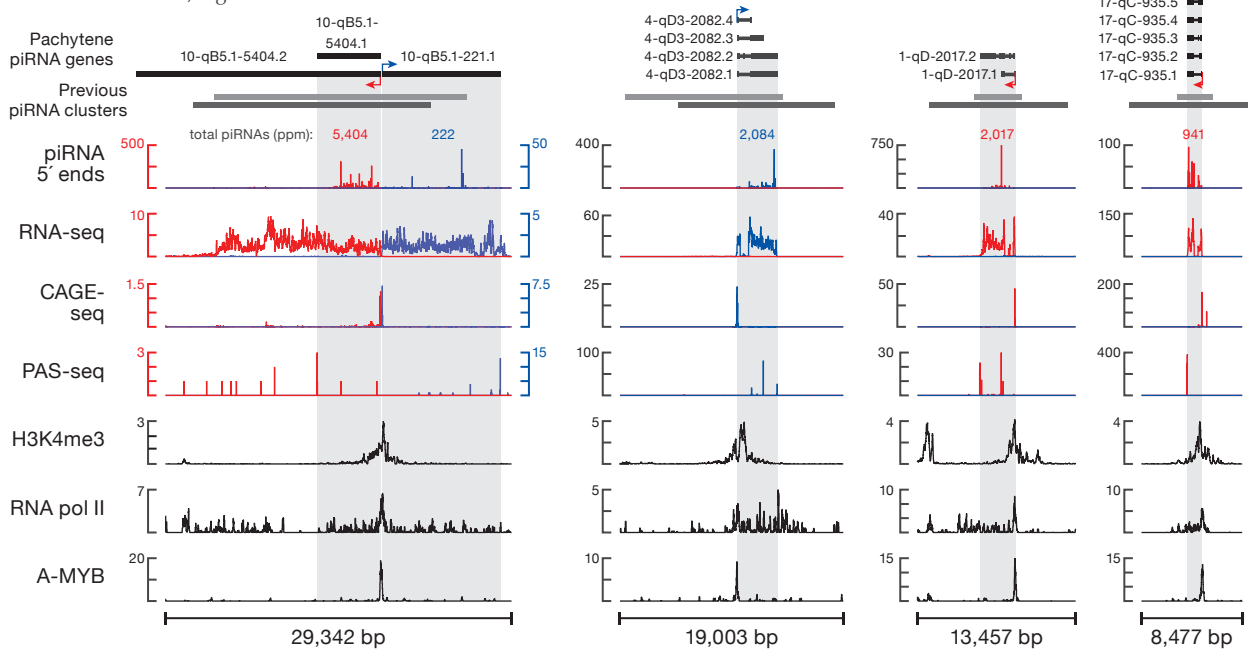 17-qC-935.5
10-qB5.1-
5404.1
4-qD3-2082.4
17-qC-935.4
Pachytene
piRNA genes
10-qB5.1-5404.2
10-qB5.1-221.1
4-qD3-2082.3
17-qC-935.3
4-qD3-2082.2
1-qD-2017.2
17-qC-935.2
4-qD3-2082.1
1-qD-2017.1
17-qC-935.1
Previous
piRNA clusters
total piRNAs (ppm): 5,404 222 2,084 2,017 941
piRNA
5´ ends
500 50 400 750 100
RNA-seq
10 5 60 40 150
CAGE-
seq
1.5 7.5 25 50 200
PAS-seq
3 15 100 30 400
H3K4me3
3 5 4 4
RNA pol II
7 5 10 10
A-MYB
20 10 15 15
29,342 bp 19,003 bp 13,457 bp 8,477 bp